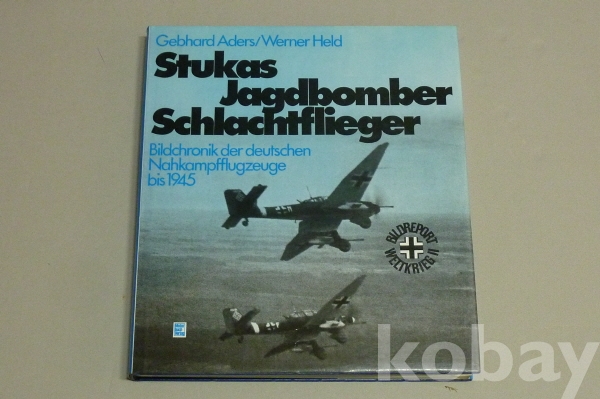 Gebhard Aders/Werner Held
Stukas
Jagdbomber
Schlachtflieger
Bildchronik der deutschen
Nahkampfflugzeuge
bis 1945
BILDREPORT
WELTKRIEG II
kobay